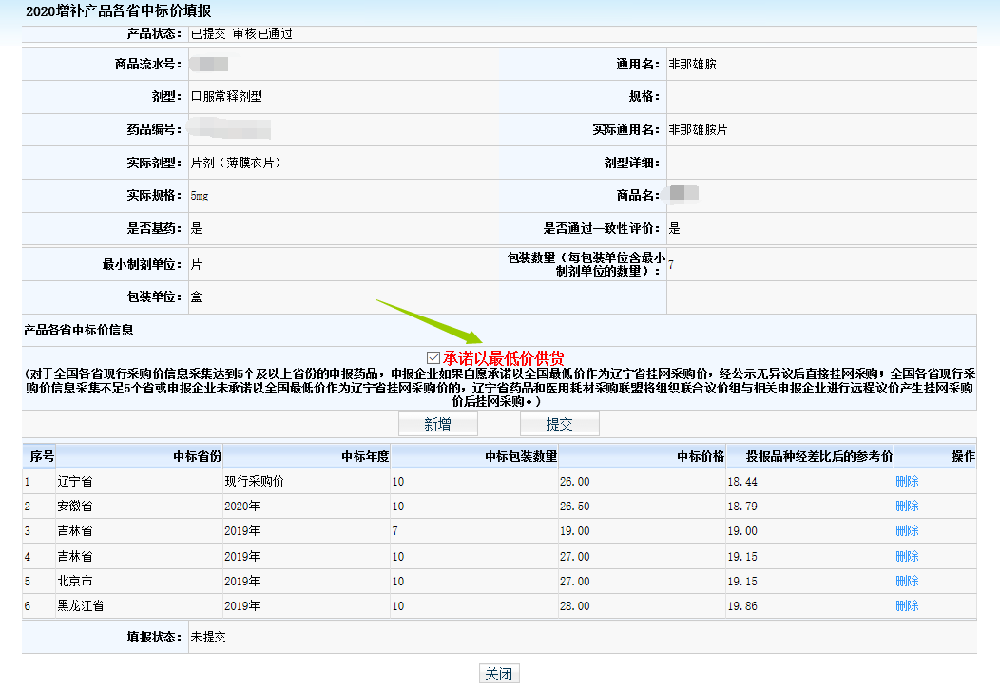 2020增补产品各省中标价填报
产品状态： 已提交 审核已通过
商品流水号： 通用名： 非那雄胺
剂型： 口服常释剂型 规格：
药品编号： 实际通用名： 非那雄胺片
实际剂型： 片剂（薄膜衣片） 剂型详细：
实际规格： 5mg 商品名：
是否基药： 是 是否通过一致性评价： 是
最小制剂单位： 片 包装数量（每包装单位含最小
制剂单位的数量）： 7
包装单位： 盒
产品各省中标价信息
承诺以最低价供货
(对于全国各省现行采购价信息采集达到5个及以上省份的申报药品，申报企业如果自愿承诺以全国最低价作为辽宁省挂网采购价，经公示无异议后直接挂网采购；全国各省现行采
购价信息采集不足5个省或申报企业未承诺以全国最低价作为辽宁省挂网采购价的，辽宁省药品和医用耗材采购联盟将组织联合议价组与相关申报企业进行远程议价产生挂网采购
价后挂网采购。)
新增 提交
序号 中标省份 中标年度 中标包装数量 中标价格 投报品种经差比后的参考价 操作
1 辽宁省 现行采购价 10 26.00 18.44 删除
2 安徽省 2020年 10 26.50 18.79 删除
3 吉林省 2019年 7 19.00 19.00 删除
4 吉林省 2019年 10 27.00 19.15 删除
5 北京市 2019年 10 27.00 19.15 删除
6 黑龙江省 2019年 10 28.00 19.86 删除
填报状态： 未提交
关闭